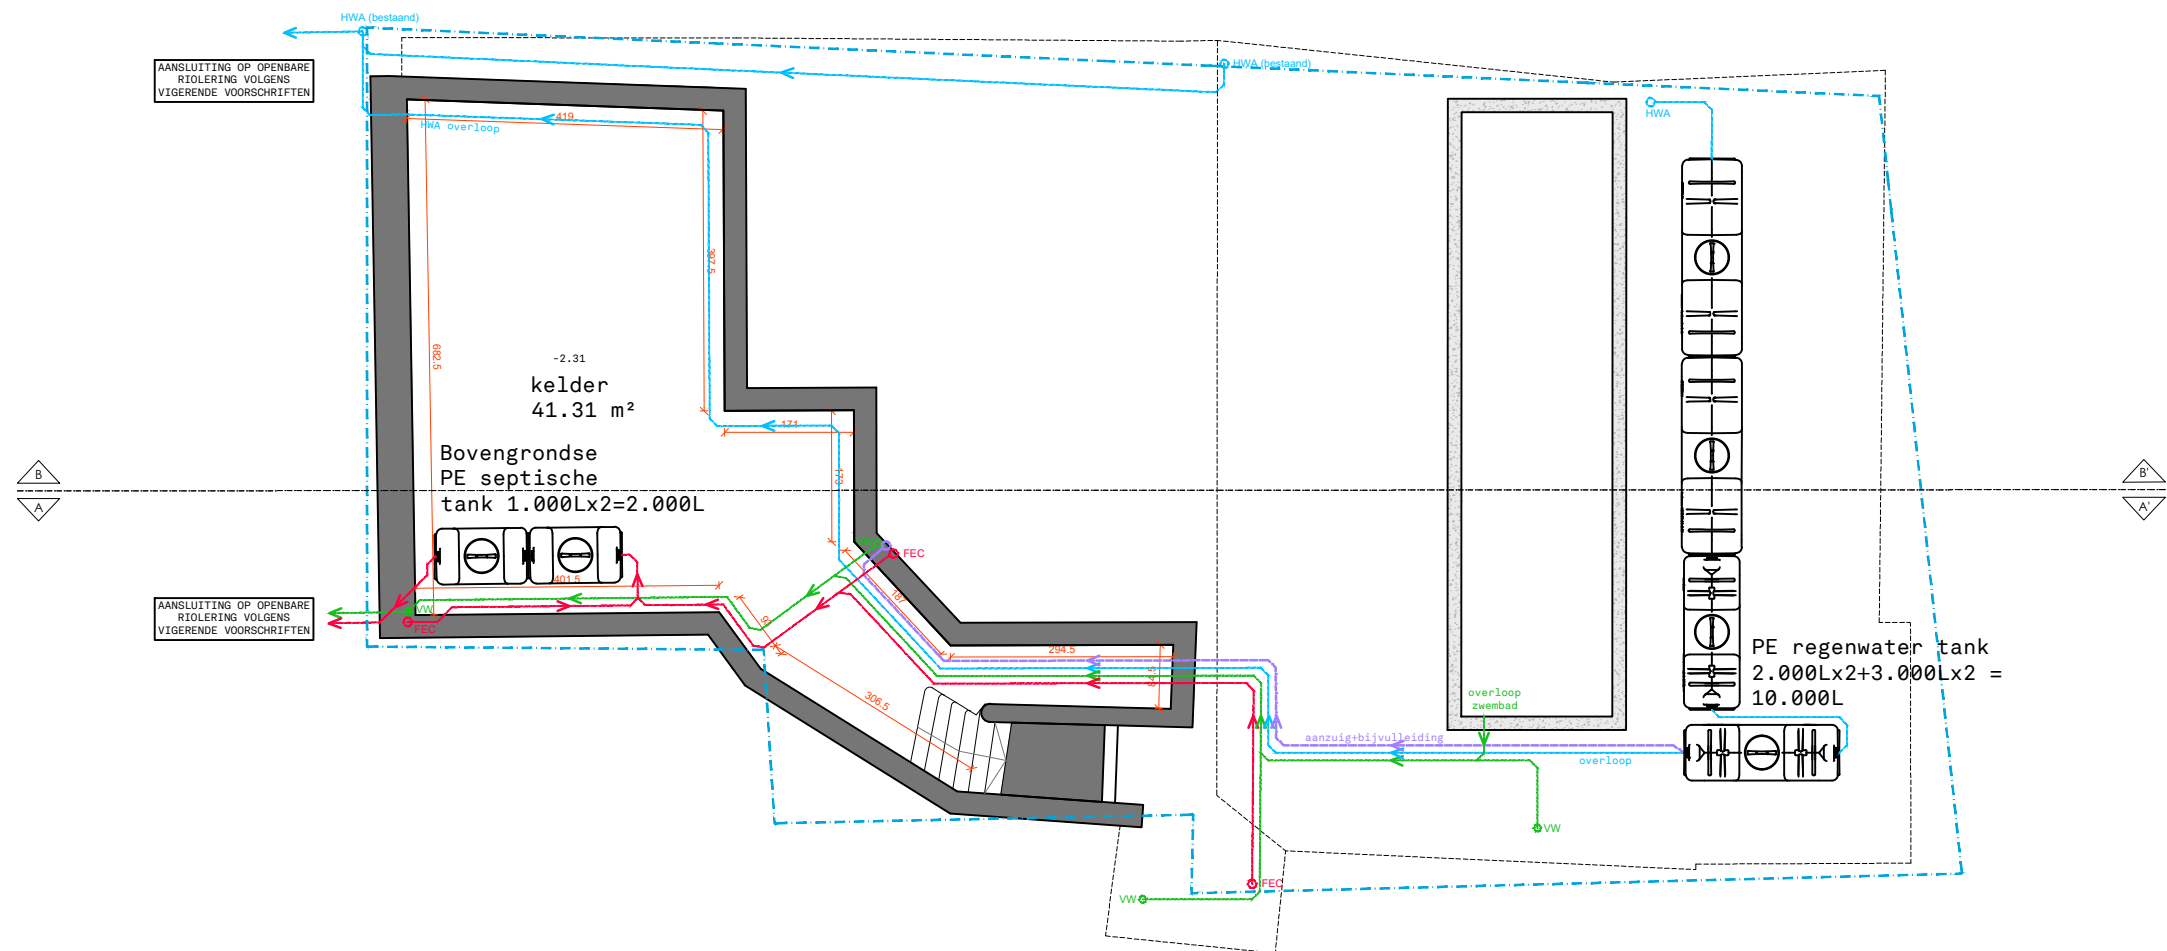 HWA (bestaand)
AANSLUITING OP OPENBARE
RIOLERING VOLGENS
VIGERENDE VOORSCHRIFTEN
HWA (bestaand)
HWA
419
HWA overloop
397.5
682.5
-2.31
kelder
41.31 m²
171
173
Bovengrondse
PE septische
tank 1.000Lx2=2.000L
B
A
B'
A'
FEC
401.5
187
AANSLUITING OP OPENBARE
RIOLERING VOLGENS
VIGERENDE VOORSCHRIFTEN
VW
FEC
294.5
306.5
PE regenwater tank
2.000Lx2+3.000Lx2 =
10.000L
overloop
zwembad
aanzuig+bijvulleiding
overloop
VW
FEC
VW